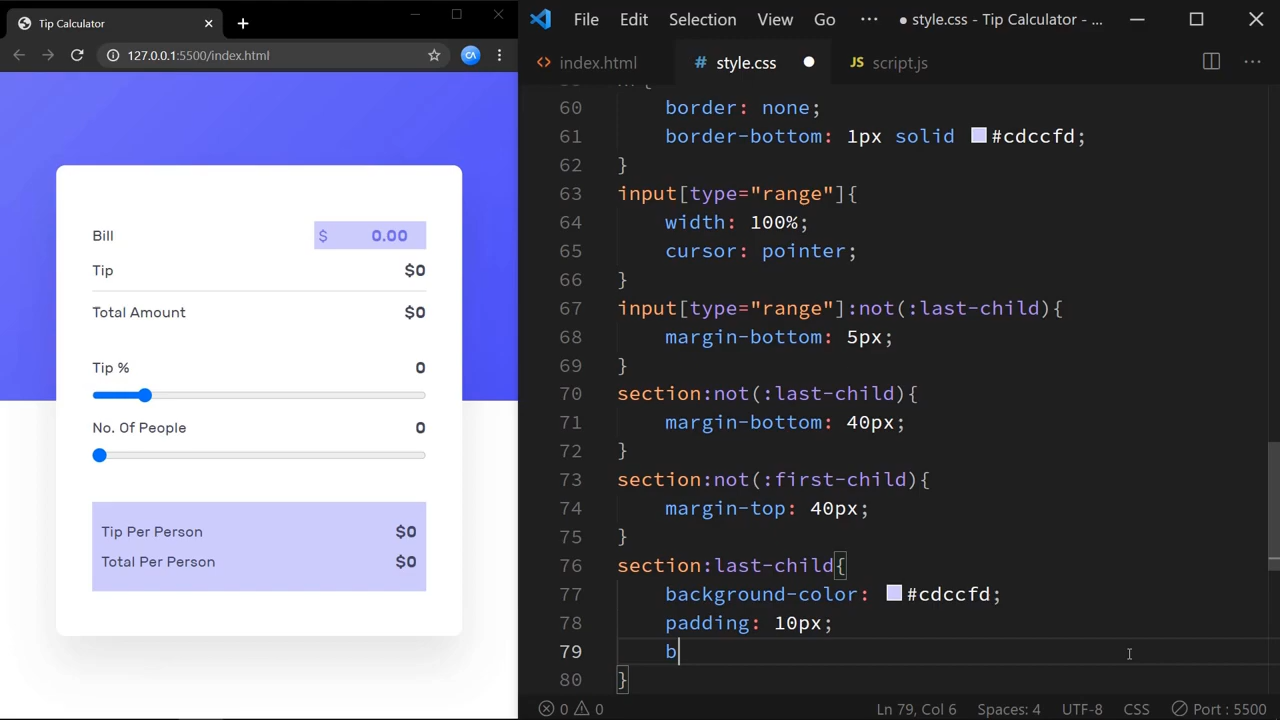 Tip Calculator
127.0.0.1:5500/index.html
CA
Bill
$ 0.00
Tip $0
Total Amount $0
Tip % 0
No. Of People 0
Tip Per Person $0
Total Per Person $0
File Edit Selection View Go ··· ● style.css - Tip Calculator - ...
<> index.html # style.css JS script.js
60 border: none;
61 border-bottom: 1px solid #cdccfd;
62 }
63 input[type="range"]{
64 width: 100%;
65 cursor: pointer;
66 }
67 input[type="range"]:not(:last-child){
68 margin-bottom: 5px;
69 }
70 section:not(:last-child){
71 margin-bottom: 40px;
72 }
73 section:not(:first-child){
74 margin-top: 40px;
75 }
76 section:last-child{
77 background-color: #cdccfd;
78 padding: 10px;
79 b
80 }
0 0 Ln 79, Col 6 Spaces: 4 UTF-8 CSS Port : 5500